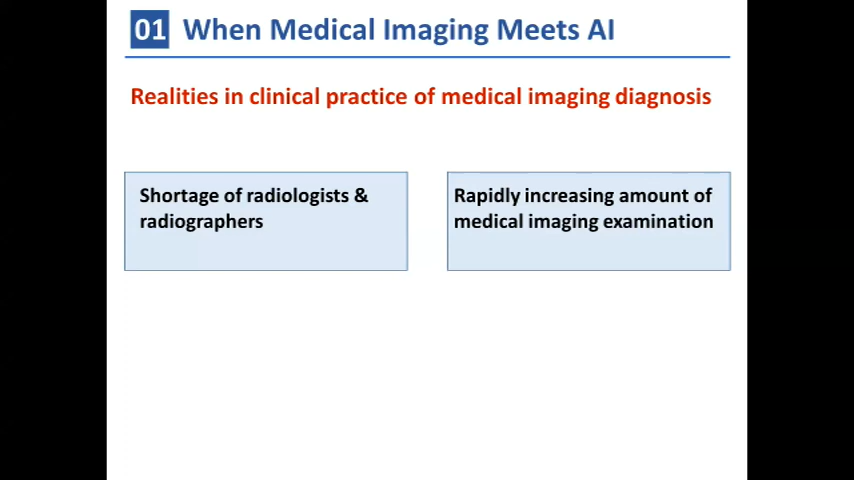 01 When Medical Imaging Meets AI
Realities in clinical practice of medical imaging diagnosis
Shortage of radiologists &
radiographers
Rapidly increasing amount of
medical imaging examination